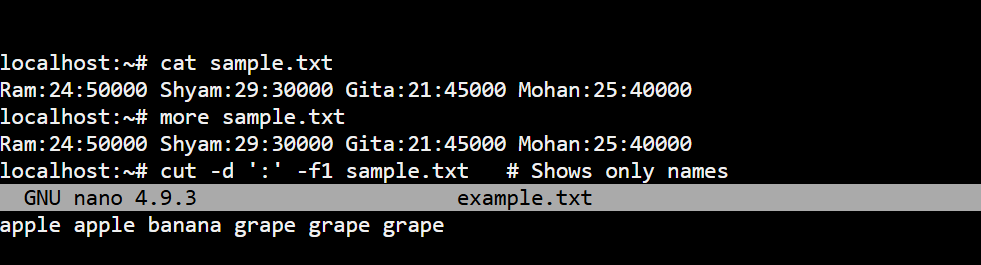 localhost:~# cat sample.txt
Ram:24:50000 Shyam:29:30000 Gita:21:45000 Mohan:25:40000
localhost:~# more sample.txt
Ram:24:50000 Shyam:29:30000 Gita:21:45000 Mohan:25:40000
localhost:~# cut -d ':' -f1 sample.txt   # Shows only names
GNU nano 4.9.3 example.txt
apple apple banana grape grape grape